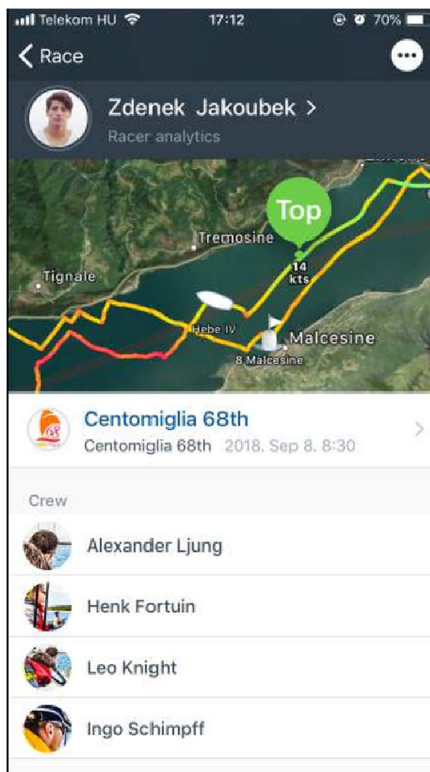 Telekom HU 17:12 70%
Race
Zdenek Jakoubek
Racer analytics
Top
Tremosine
14
kts
Tignale
Hebe IV
Malcesine
8 Malcesine
Centomiglia 68th
Centomiglia 68th 2018. Sep 8. 8:30
Crew
Alexander Ljung
Henk Fortuin
Leo Knight
Ingo Schimpff